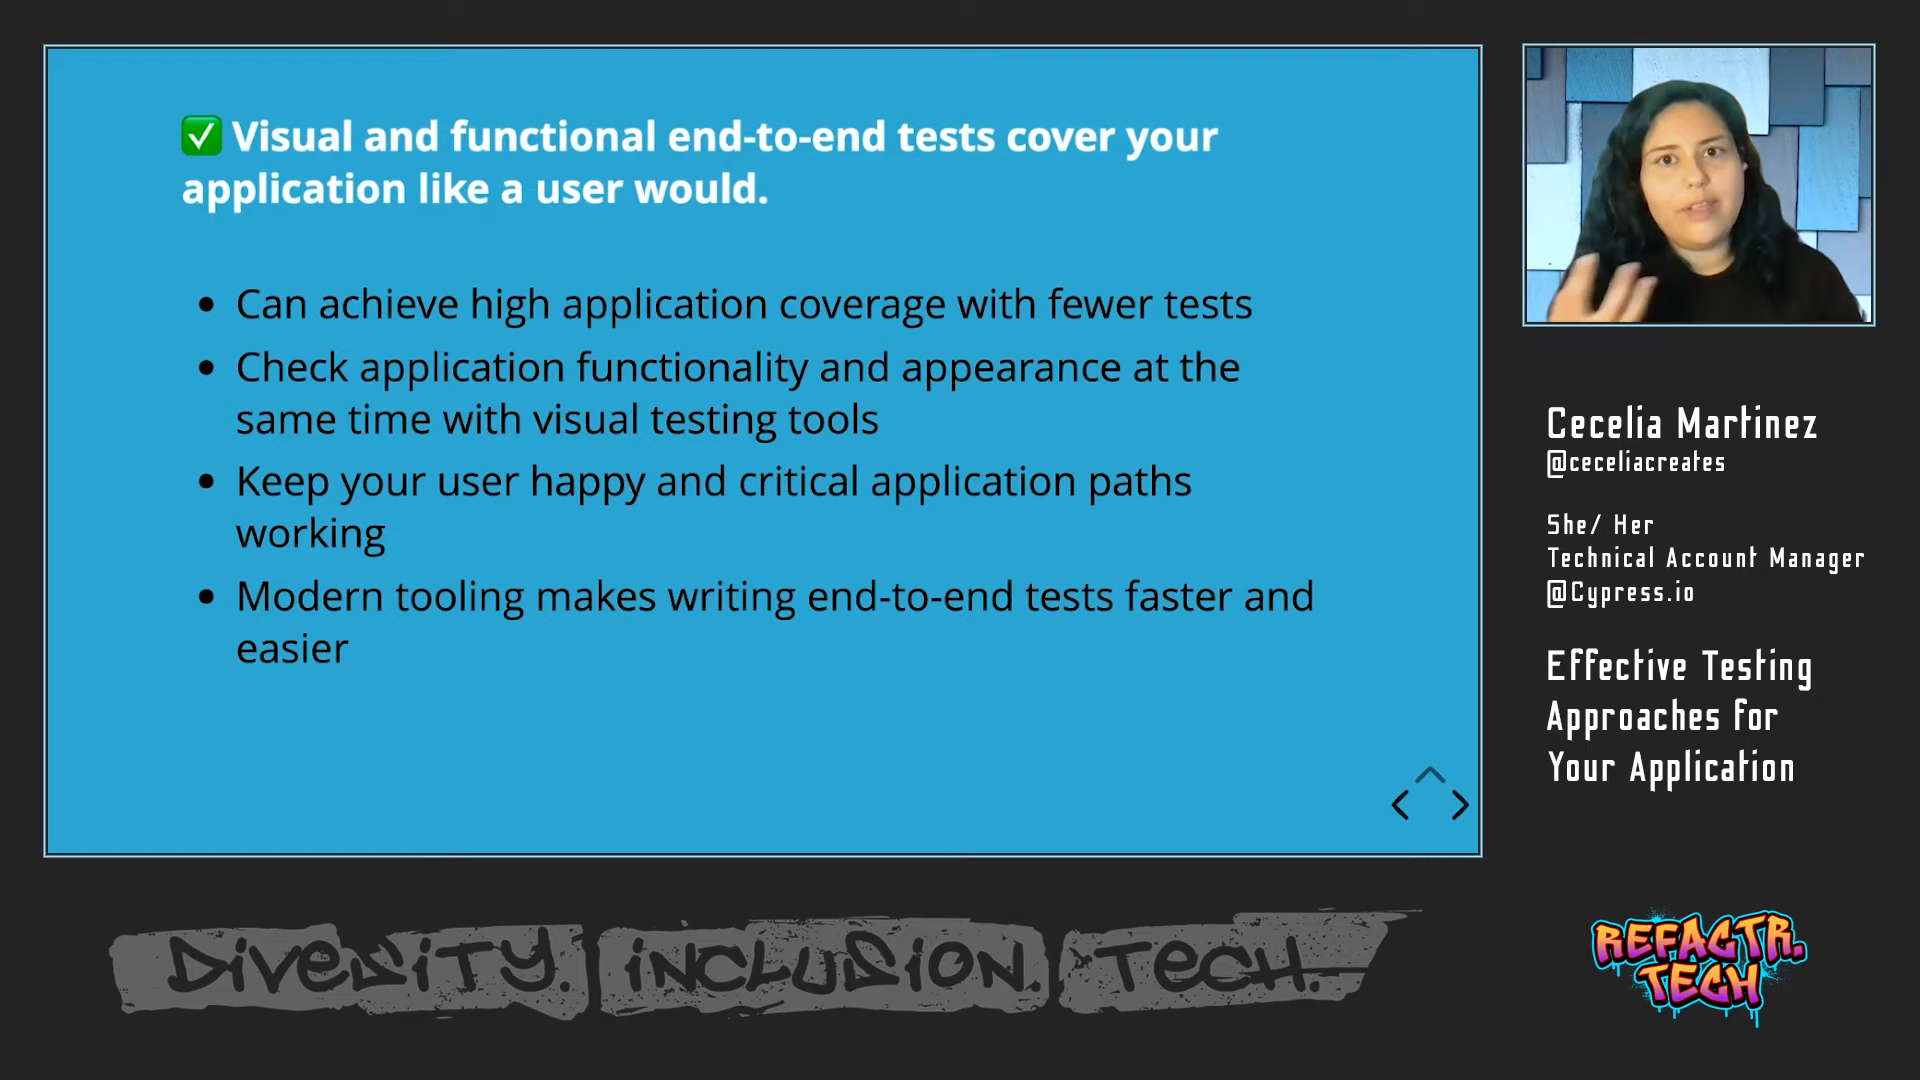 ✅ Visual and functional end-to-end tests cover your
application like a user would.
• Can achieve high application coverage with fewer tests
• Check application functionality and appearance at the
same time with visual testing tools
• Keep your user happy and critical application paths
working
• Modern tooling makes writing end-to-end tests faster and
easier
Cecelia Martinez
@ceceliacreates
She/ Her
Technical Account Manager
@Cypress.io
Effective Testing
Approaches for
Your Application
DIVERSITY. INCLUSION. TECH.
REFACTR.
TECH